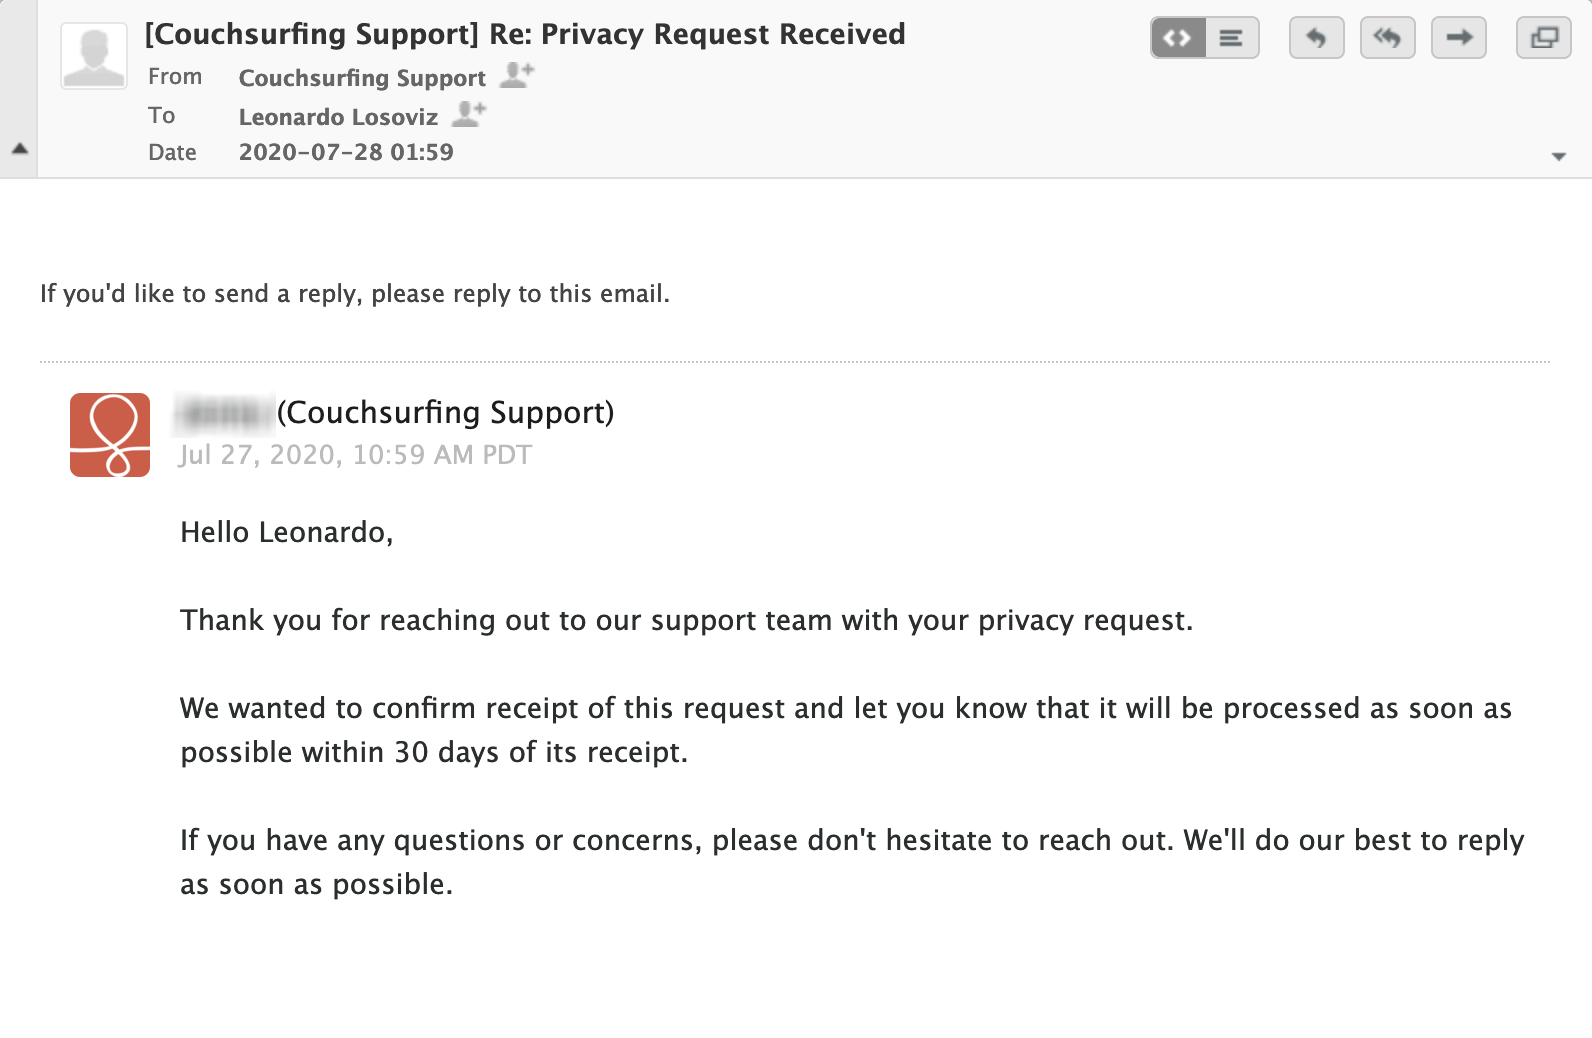 [Couchsurfing Support] Re: Privacy Request Received
From Couchsurfing Support
To Leonardo Losoviz
Date 2020-07-28 01:59
If you'd like to send a reply, please reply to this email.
(Couchsurfing Support)
Jul 27, 2020, 10:59 AM PDT
Hello Leonardo,
Thank you for reaching out to our support team with your privacy request.
We wanted to confirm receipt of this request and let you know that it will be processed as soon as
possible within 30 days of its receipt.
If you have any questions or concerns, please don't hesitate to reach out. We'll do our best to reply
as soon as possible.